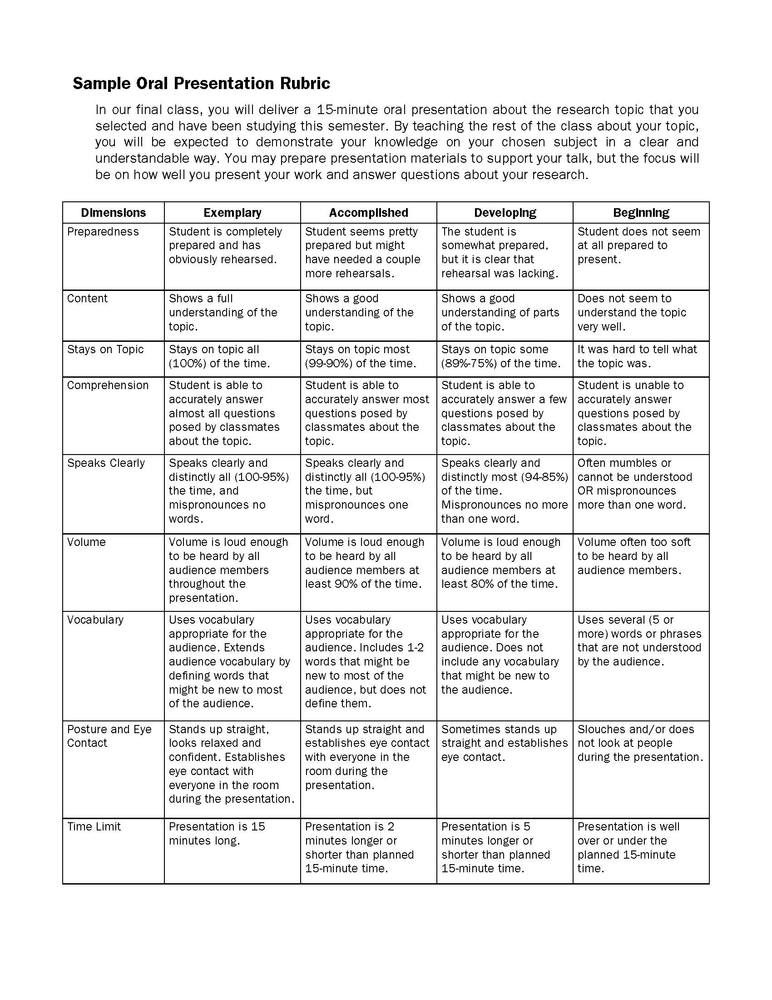 Sample Oral Presentation Rubric
In our final class, you will deliver a 15-minute oral presentation about the research topic that you
selected and have been studying this semester. By teaching the rest of the class about your topic,
you will be expected to demonstrate your knowledge on your chosen subject in a clear and
understandable way. You may prepare presentation materials to support your talk, but the focus will
be on how well you present your work and answer questions about your research.
Dimensions
Exemplary
Accomplished
Developing
Beginning
Preparedness
Student is completely
prepared and has
obviously rehearsed.
Student seems pretty
prepared but might
have needed a couple
more rehearsals.
The student is
somewhat prepared,
but it is clear that
rehearsal was lacking.
Student does not seem
at all prepared to
present.
Content
Shows a full
understanding of the
topic.
Shows a good
understanding of the
topic.
Shows a good
understanding of parts
of the topic.
Does not seem to
understand the topic
very well.
Stays on Topic
Stays on topic all
(100%) of the time.
Stays on topic most
(99-90%) of the time.
Stays on topic some
(89%-75%) of the time.
It was hard to tell what
the topic was.
Comprehension
Student is able to
accurately answer
almost all questions
posed by classmates
about the topic.
Student is able to
accurately answer most
questions posed by
classmates about the
topic.
Student is able to
accurately answer a few
questions posed by
classmates about the
topic.
Student is unable to
accurately answer
questions posed by
classmates about the
topic.
Speaks Clearly
Speaks clearly and
distinctly all (100-95%)
the time, and
mispronounces no
words.
Speaks clearly and
distinctly all (100-95%)
the time, but
mispronounces one
word.
Speaks clearly and
distinctly most (94-85%)
of the time.
Mispronounces no more
than one word.
Often mumbles or
cannot be understood
OR mispronounces
more than one word.
Volume
Volume is loud enough
to be heard by all
audience members
throughout the
presentation.
Volume is loud enough
to be heard by all
audience members at
least 90% of the time.
Volume is loud enough
to be heard by all
audience members at
least 80% of the time.
Volume often too soft
to be heard by all
audience members.
Vocabulary
Uses vocabulary
appropriate for the
audience. Extends
audience vocabulary by
defining words that
might be new to most
of the audience.
Uses vocabulary
appropriate for the
audience. Includes 1-2
words that might be
new to most of the
audience, but does not
define them.
Uses vocabulary
appropriate for the
audience. Does not
include any vocabulary
that might be new to
the audience.
Uses several (5 or
more) words or phrases
that are not understood
by the audience.
Posture and Eye
Contact
Stands up straight,
looks relaxed and
confident. Establishes
eye contact with
everyone in the room
during the presentation.
Stands up straight and
establishes eye contact
with everyone in the
room during the
presentation.
Sometimes stands up
straight and establishes
eye contact.
Slouches and/or does
not look at people
during the presentation.
Time Limit
Presentation is 15
minutes long.
Presentation is 2
minutes longer or
shorter than planned
15-minute time.
Presentation is 5
minutes longer or
shorter than planned
15-minute time.
Presentation is well
over or under the
planned 15-minute
time.